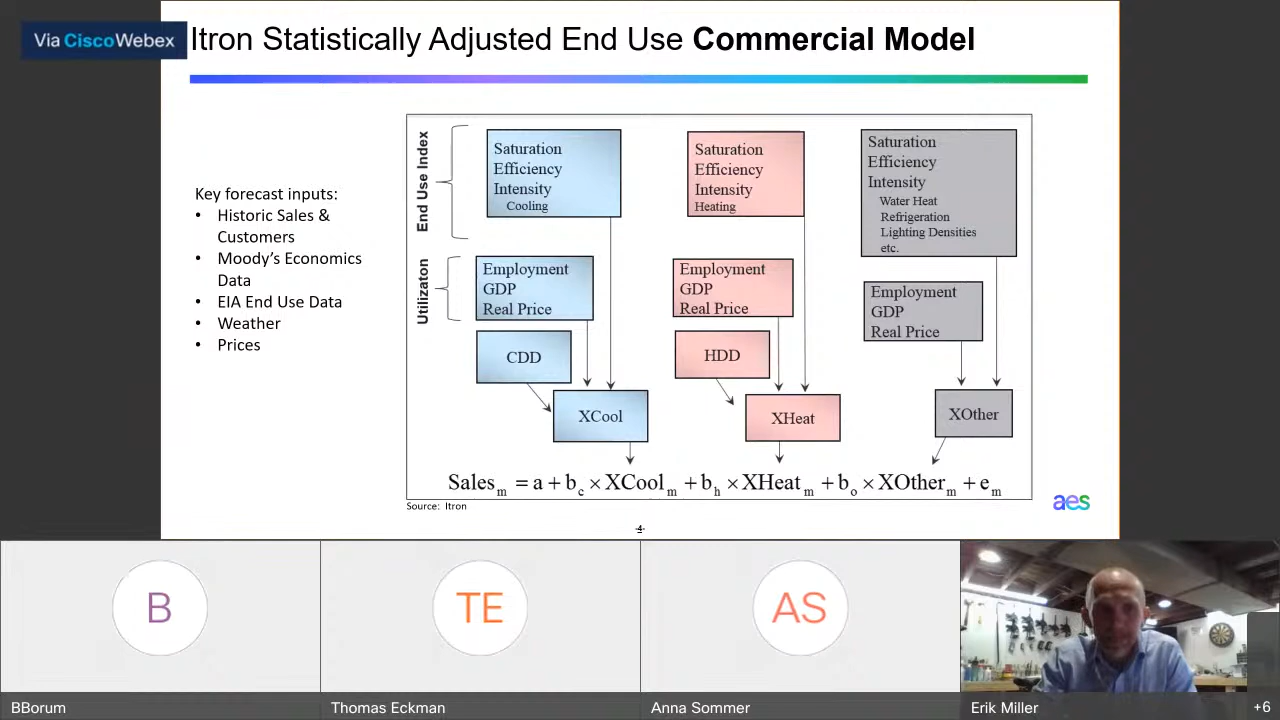 Via CiscoWebex
Itron Statistically Adjusted End Use Commercial Model
Key forecast inputs:
• Historic Sales &
Customers
• Moody's Economics
Data
• EIA End Use Data
• Weather
• Prices
End Use Index
Saturation
Efficiency
Intensity
Cooling
Saturation
Efficiency
Intensity
Heating
Saturation
Efficiency
Intensity
Water Heat
Refrigeration
Lighting Densities
etc.
Utilizaton
Employment
GDP
Real Price
Employment
GDP
Real Price
Employment
GDP
Real Price
CDD
HDD
XCool
XHeat
XOther
Sales_m = a + b_c × XCool_m + b_h × XHeat_m + b_o × XOther_m + e_m
Source: Itron
aes
-4-
B
TE
AS
BBorum
Thomas Eckman
Anna Sommer
Erik Miller
+6